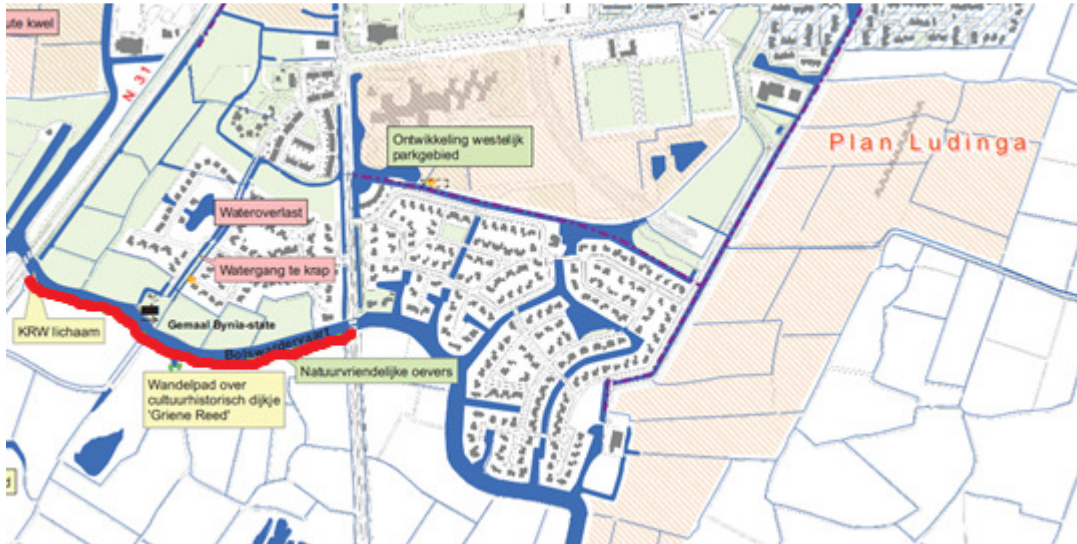 ute kwel
N 31
Ontwikkeling westelijk
parkgebied
Plan Ludinga
Wateroverlast
Watergang te krap
KRW lichaam
Gemaal Bynia-state
Bolswardervaart
Natuurvriendelijke oevers
Wandelpad over
cultuurhistorisch dijkje
'Griene Reed'
d